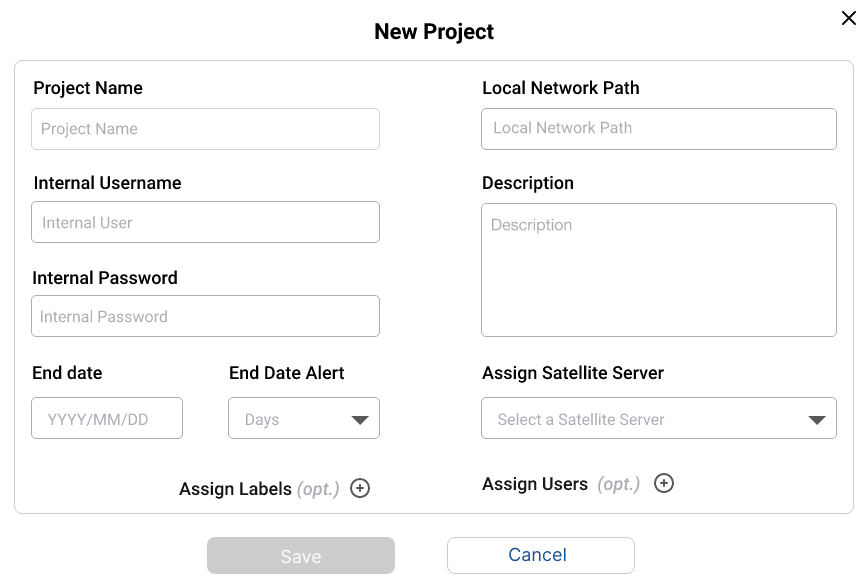 New Project
Project Name
Local Network Path
Project Name
Local Network Path
Internal Username
Description
Internal User
Description
Internal Password
Internal Password
End date
End Date Alert
Assign Satellite Server
YYYY/MM/DD
Days
Select a Satellite Server
Assign Labels (opt.)
Assign Users (opt.)
Save
Cancel